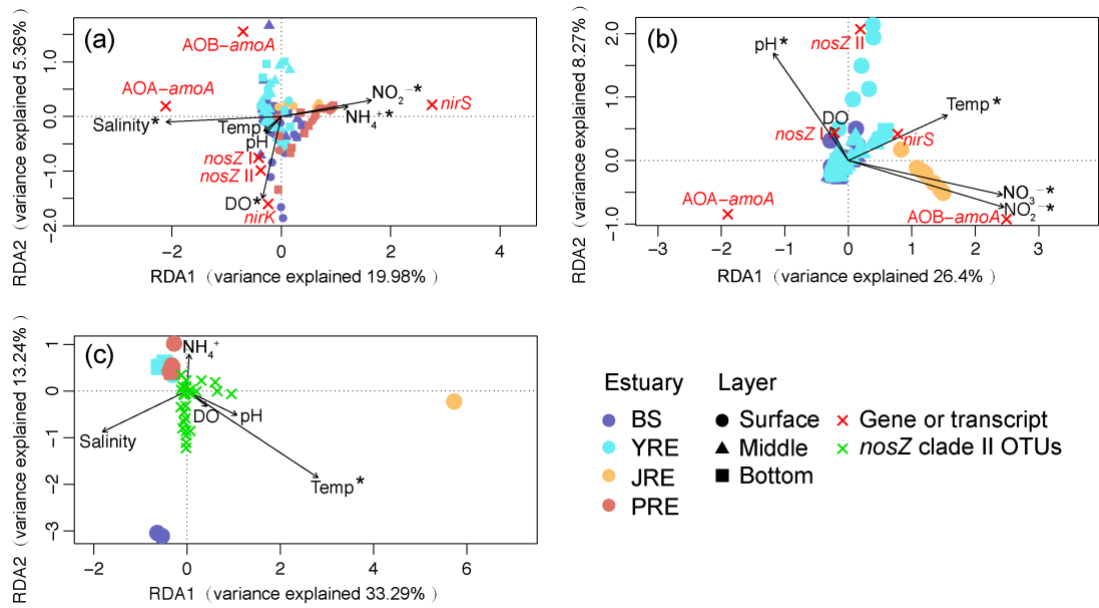 (a)
RDA2 (variance explained 5.36%)
1.0
0.0
−1.0
−2.0
AOB−amoA
AOA−amoA
Salinity*
NO₂⁻*
NH₄⁺*
nirS
Temp
pH
nosZ I
nosZ II
DO*
nirK
−2 0 2 4
RDA1 (variance explained 19.98%)
(b)
RDA2 (variance explained 8.27%)
2.0
1.0
0.0
−1.0
nosZ II
pH*
Temp*
DO
nosZ I
nirS
AOA−amoA
NO₃⁻*
NO₂⁻*
AOB−amoA
−3 −2 −1 0 1 2 3
RDA1 (variance explained 26.4%)
(c)
RDA2 (variance explained 13.24%)
1
0
−1
−2
−3
NH₄⁺
DO
pH
Salinity
Temp*
−2 0 2 4 6
RDA1 (variance explained 33.29%)
Estuary
BS
YRE
JRE
PRE
Layer
Surface
Middle
Bottom
Gene or transcript
nosZ clade II OTUs